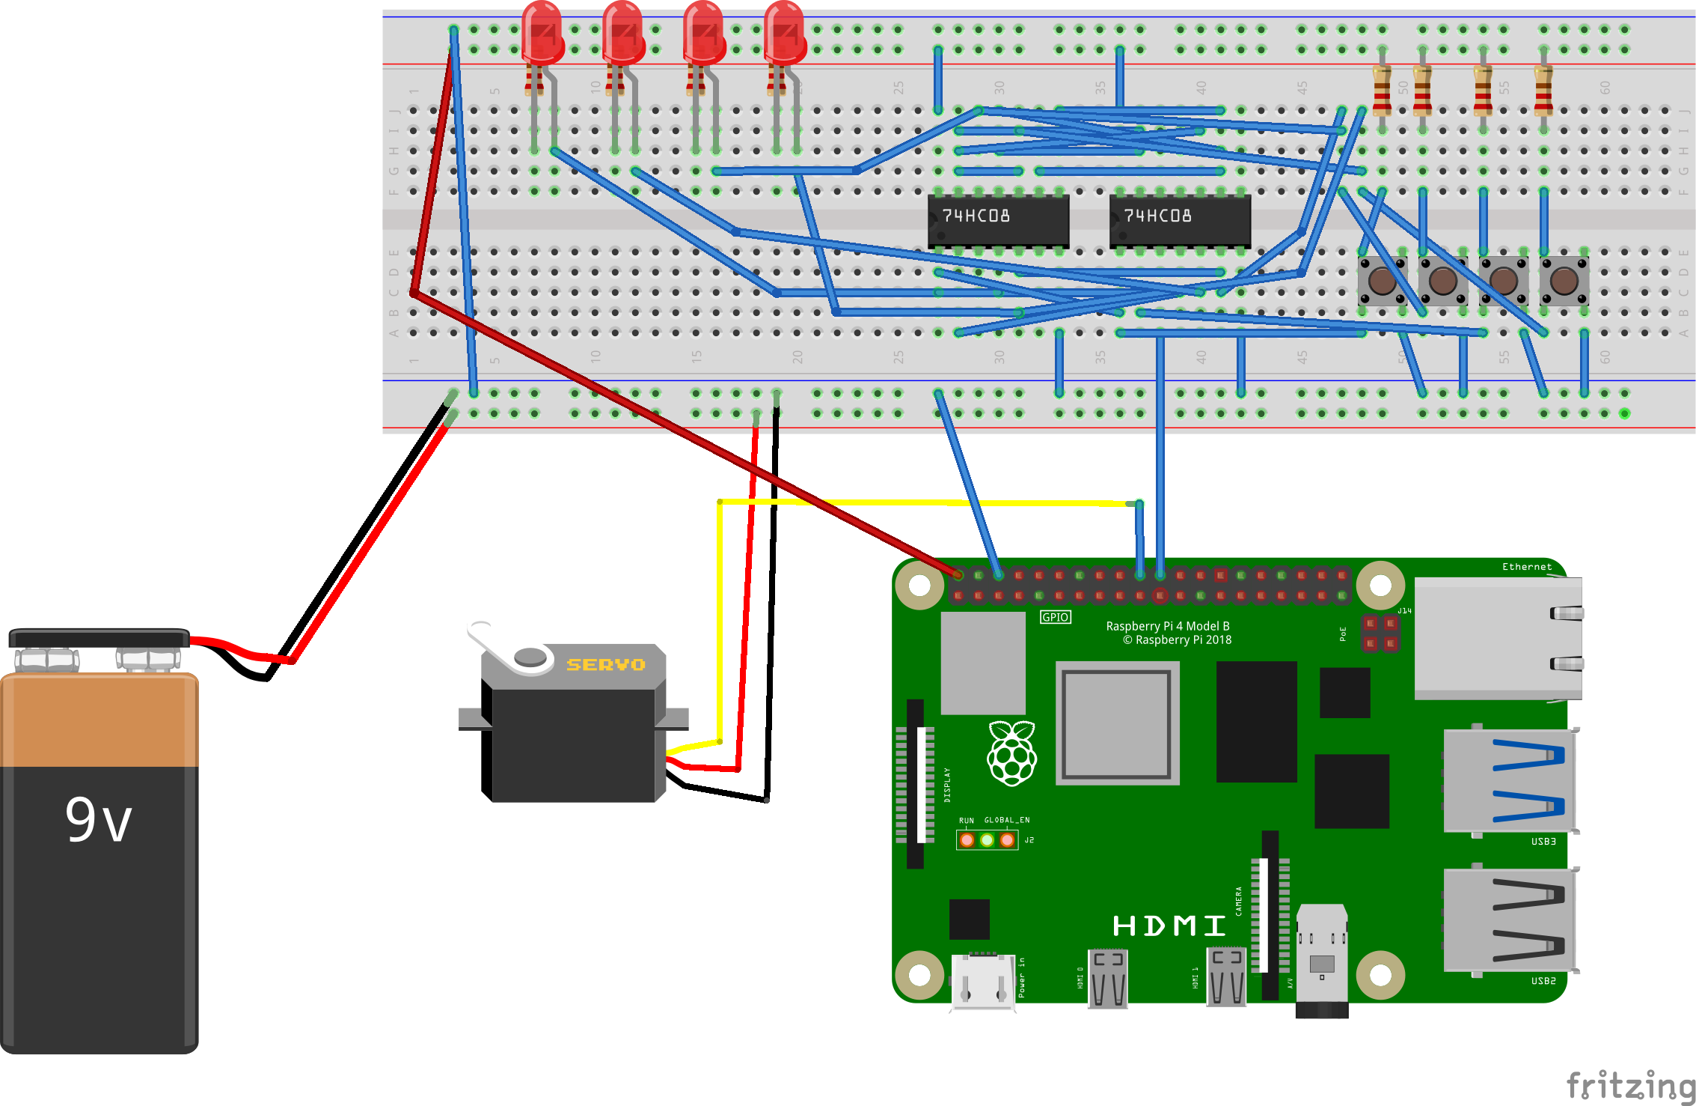 1 5 10 15 20 25 30 35 40 45 50 55 60
J J
I I
H H
G G
F F
74HC08 74HC08
E E
D D
C C
B B
A A
1 5 10 15 20 25 30 35 40 45 50 55 60
Ethernet
J14
GPIO
Raspberry Pi 4 Model B
© Raspberry Pi 2018
PoE
SERVO
9v
DISPLAY
RUN GLOBAL_EN
J2
USB3
CAMERA
HDMI
Power in
HDMI 0
HDMI 1
A/V
USB2
fritzing